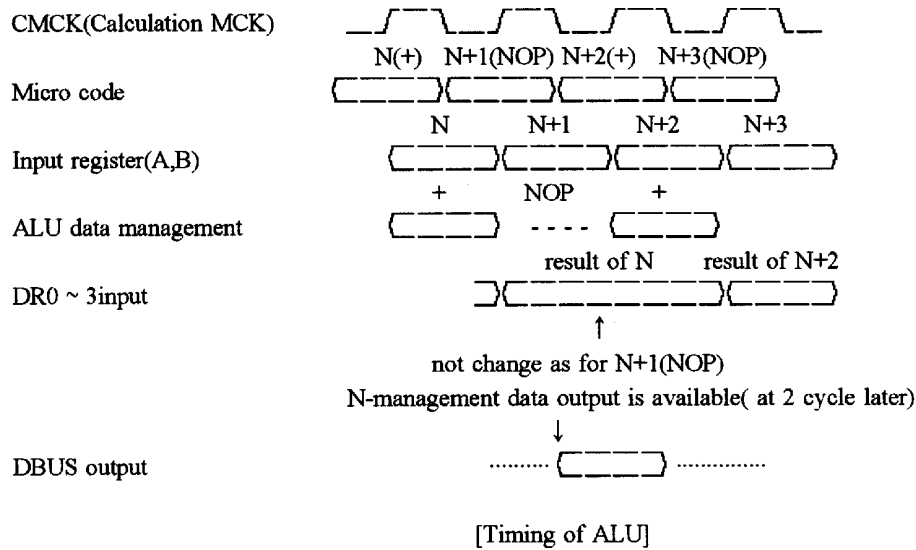 CMCK(Calculation MCK)
N(+) N+1(NOP) N+2(+) N+3(NOP)
Micro code
N N+1 N+2 N+3
Input register(A,B)
+ NOP +
ALU data management
result of N result of N+2
DR0 ~ 3input
not change as for N+1(NOP)
N-management data output is available( at 2 cycle later)
DBUS output
[Timing of ALU]